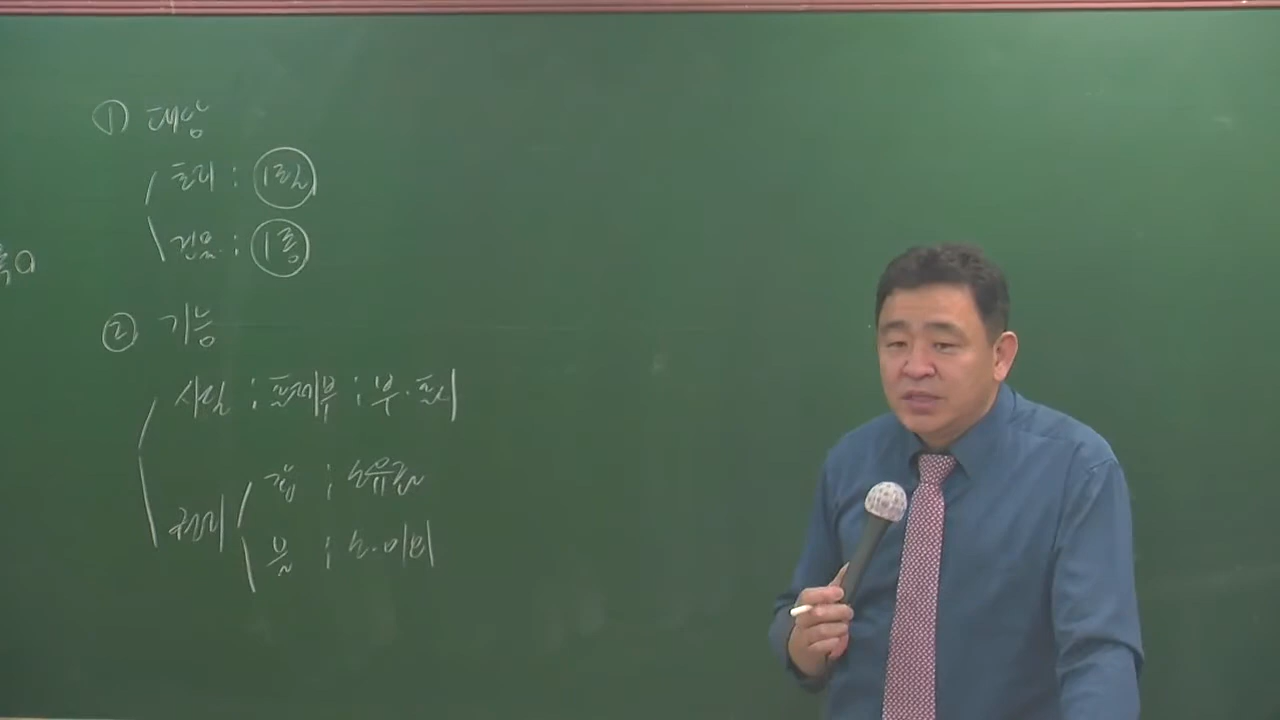 ① 대상
토지 : 1필
건물 : 1동
② 기능
사실 ; 표제부 ; 부·표시
권리
갑 ; 소유권
을 ; 소·이외
록